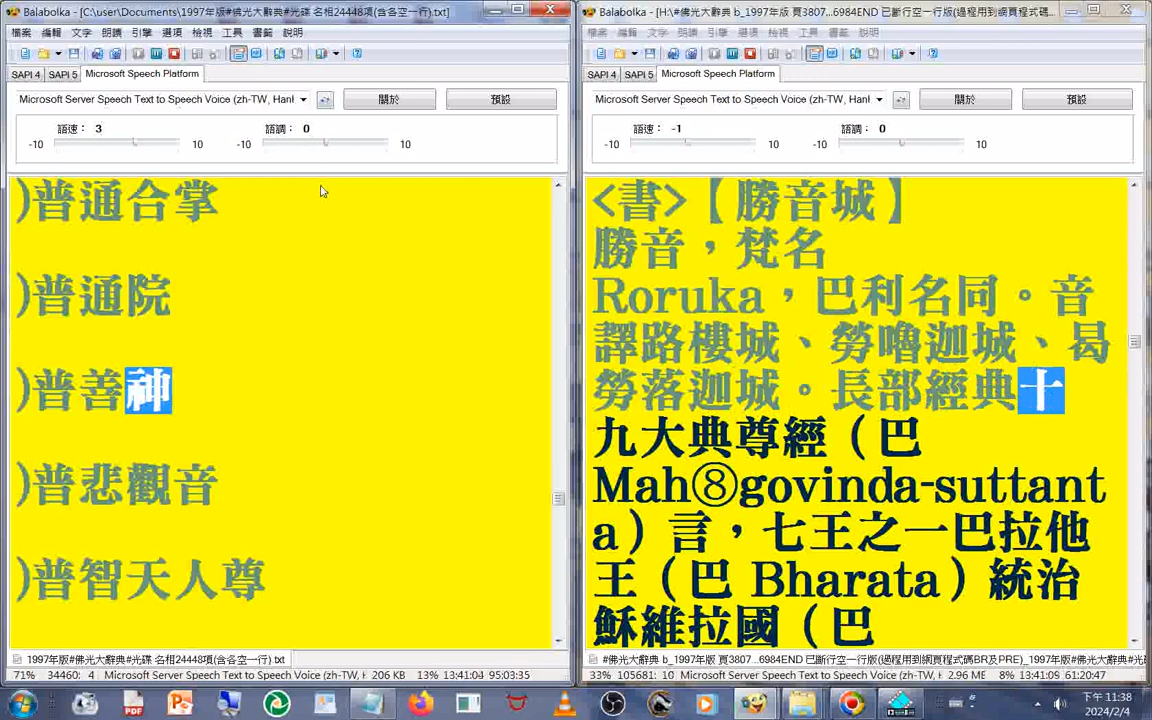 Balabolka - [C:\user\Documents\1997年版#佛光大辭典#光碟 名相24448項(含各空一行).txt]
檔案 編輯 文字 朗讀 引擎 選項 檢視 工具 書籤 說明
SAPI 4 SAPI 5 Microsoft Speech Platform
Microsoft Server Speech Text to Speech Voice (zh-TW, Hanl
關於 預設
語速： 3 語調： 0
-10 10 -10 10
)普通合掌
)普通院
)普善神
)普悲觀音
)普智天人尊
1997年版#佛光大辭典#光碟 名相24448項(含各空一行).txt
71% 34460: 4 Microsoft Server Speech Text to Speech Voice (zh-TW, H 206 KB 13% 13:41:04 95:03:35
Balabolka - [H:\#佛光大辭典 b_1997年版 頁3807...6984END 已斷行空一行版(過程用到網頁程式碼
檔案 編輯 文字 朗讀 引擎 選項 檢視 工具 書籤 說明
SAPI 4 SAPI 5 Microsoft Speech Platform
Microsoft Server Speech Text to Speech Voice (zh-TW, Hanl
關於 預設
語速： -1 語調： 0
-10 10 -10 10
<書>【勝音城】
勝音，梵名
Roruka，巴利名同。音
譯路樓城、勞嚕迦城、曷
勞落迦城。長部經典十
九大典尊經（巴
Mah⑧govinda-suttant
a）言，七王之一巴拉他
王（巴 Bharata）統治
穌維拉國（巴
#佛光大辭典 b_1997年版 頁3807...6984END 已斷行空一行版(過程用到網頁程式碼BR及PRE)_1997年版#光
33% 105681: 10 Microsoft Server Speech Text to Speech Voice (zh-TW, H 2.96 ME 8% 13:41:09 61:20:47
下午 11:38
2024/2/4